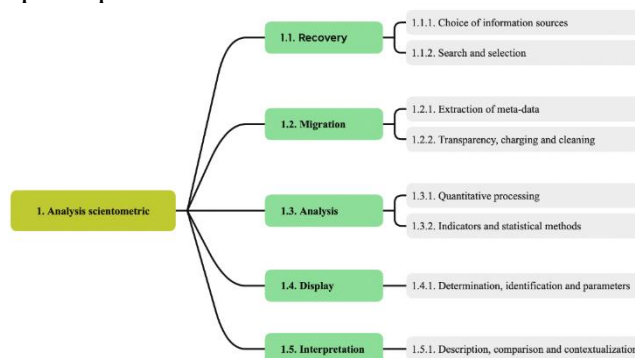 1. Analysis scientometric
1.1. Recovery
1.1.1. Choice of information sources
1.1.2. Search and selection
1.2. Migration
1.2.1. Extraction of meta-data
1.2.2. Transparency, charging and cleaning
1.3. Analysis
1.3.1. Quantitative processing
1.3.2. Indicators and statistical methods
1.4. Display
1.4.1. Determination, identification and parameters
1.5. Interpretation
1.5.1. Description, comparison and contextualization